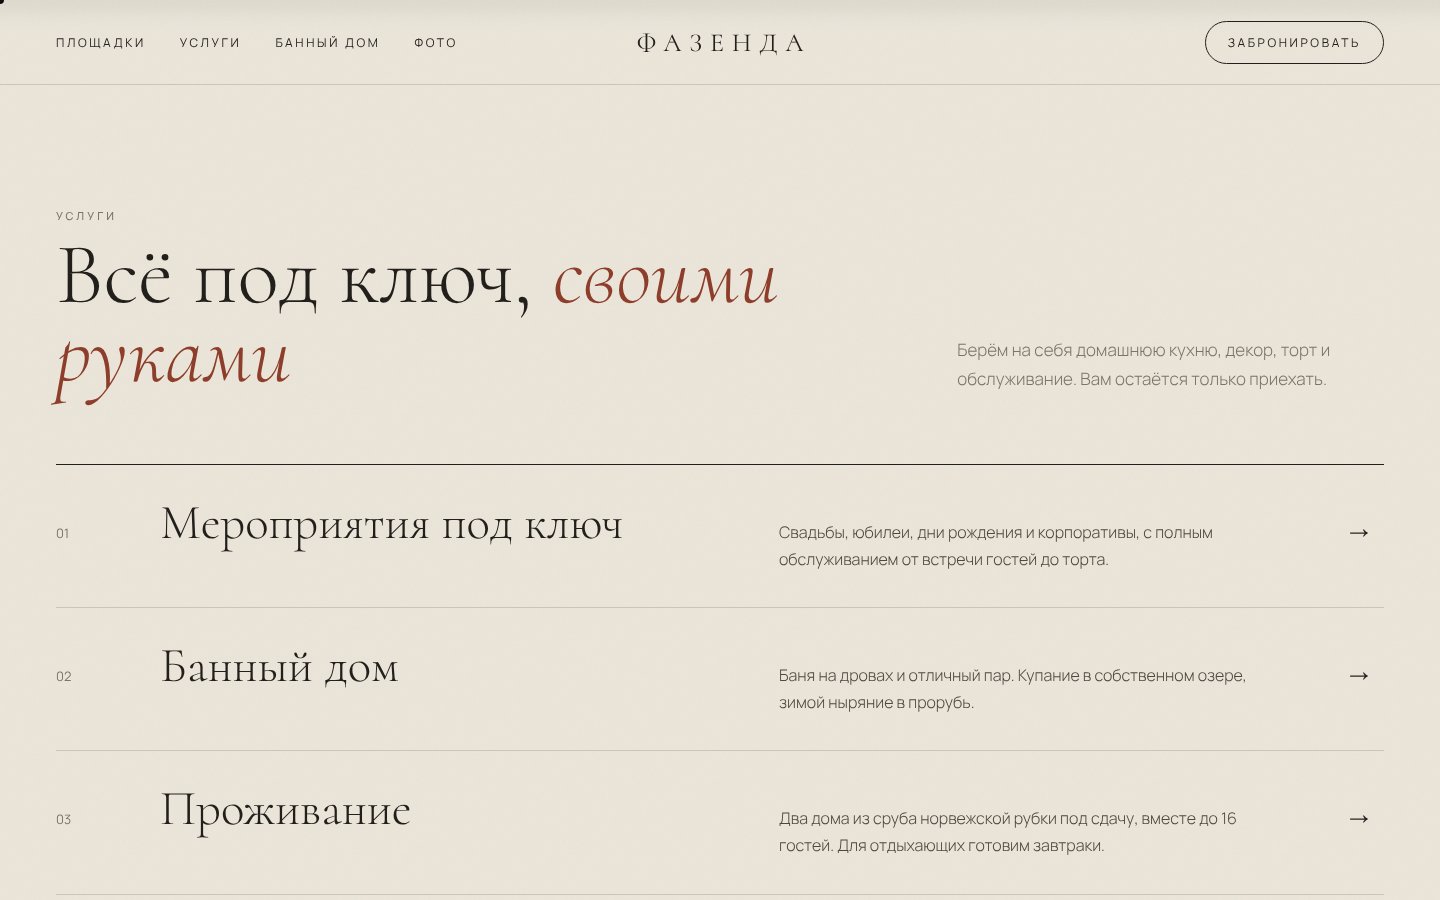 ПЛОЩАДКИ УСЛУГИ БАННЫЙ ДОМ ФОТО ФАЗЕНДА ЗАБРОНИРОВАТЬ
УСЛУГИ
Всё под ключ, своими
руками
Берём на себя домашнюю кухню, декор, торт и
обслуживание. Вам остаётся только приехать.
01 Мероприятия под ключ
Свадьбы, юбилеи, дни рождения и корпоративы, с полным →
обслуживанием от встречи гостей до торта.
02 Банный дом
Баня на дровах и отличный пар. Купание в собственном озере, →
зимой ныряние в прорубь.
03 Проживание
Два дома из сруба норвежской рубки под сдачу, вместе до 16 →
гостей. Для отдыхающих готовим завтраки.